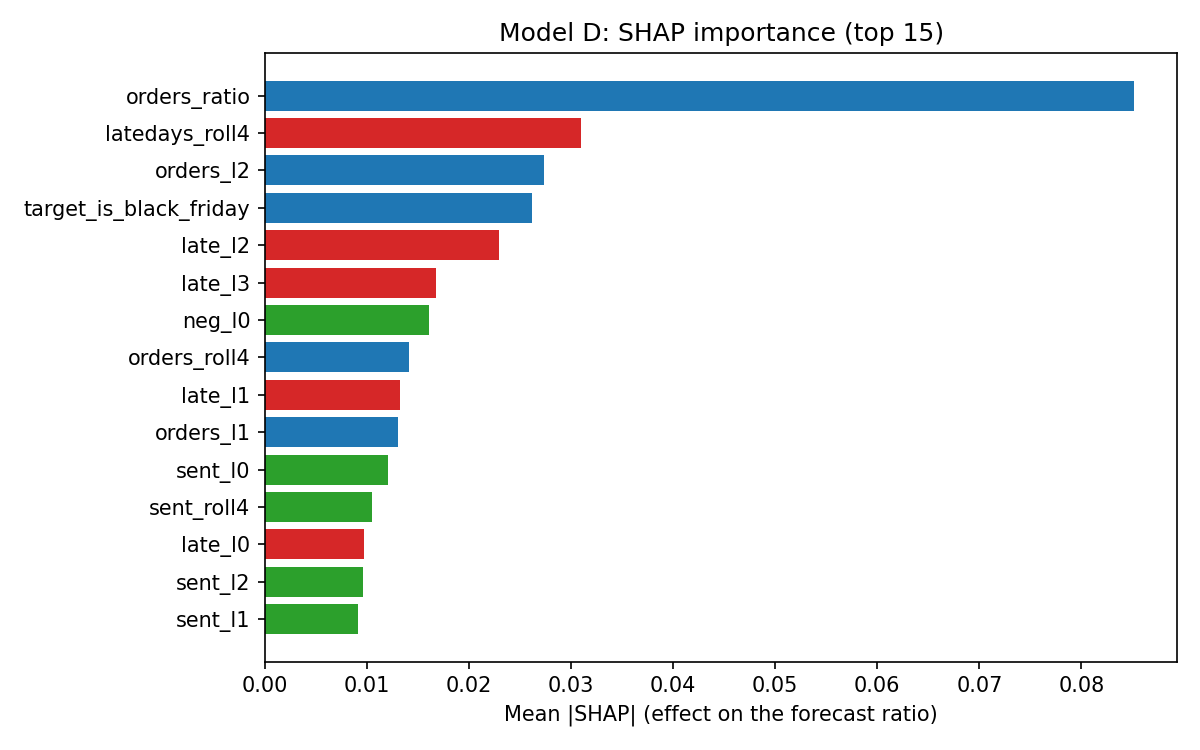 Model D: SHAP importance (top 15)
orders_ratio
latedays_roll4
orders_l2
target_is_black_friday
late_l2
late_l3
neg_l0
orders_roll4
late_l1
orders_l1
sent_l0
sent_roll4
late_l0
sent_l2
sent_l1
0.00 0.01 0.02 0.03 0.04 0.05 0.06 0.07 0.08
Mean |SHAP| (effect on the forecast ratio)